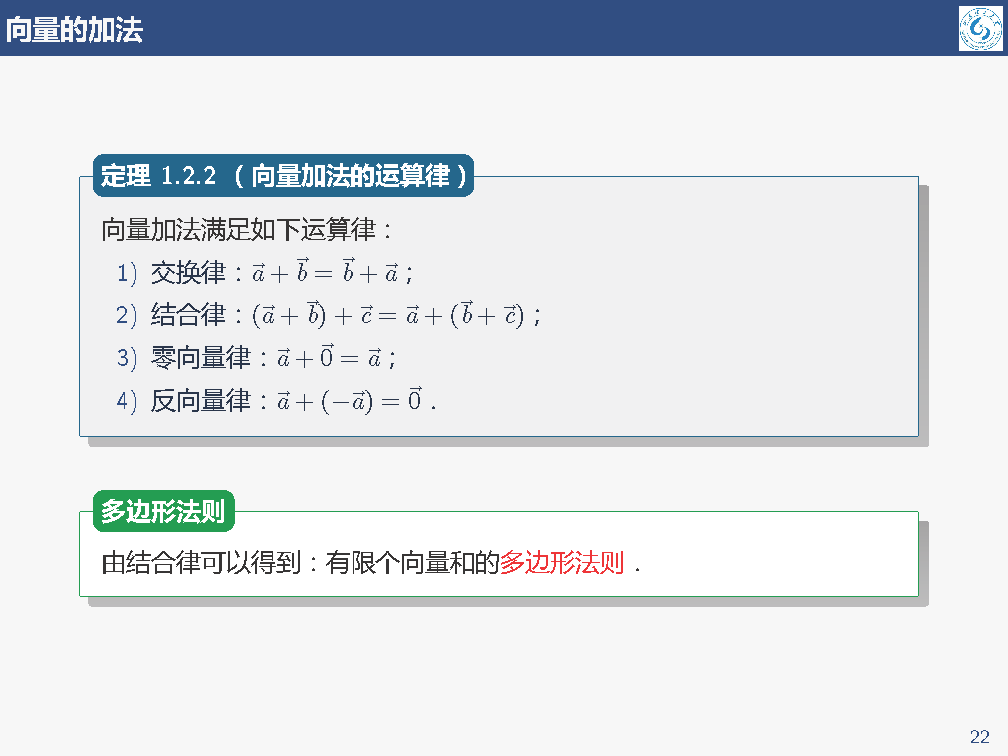 向量的加法
定理 1.2.2 （向量加法的运算律）
向量加法满足如下运算律：
1) 交换律：$\vec{a} + \vec{b} = \vec{b} + \vec{a}$；
2) 结合律：$(\vec{a} + \vec{b}) + \vec{c} = \vec{a} + (\vec{b} + \vec{c})$；
3) 零向量律：$\vec{a} + \vec{0} = \vec{a}$；
4) 反向量律：$\vec{a} + (-\vec{a}) = \vec{0}$．
多边形法则
由结合律可以得到：有限个向量和的多边形法则．
22